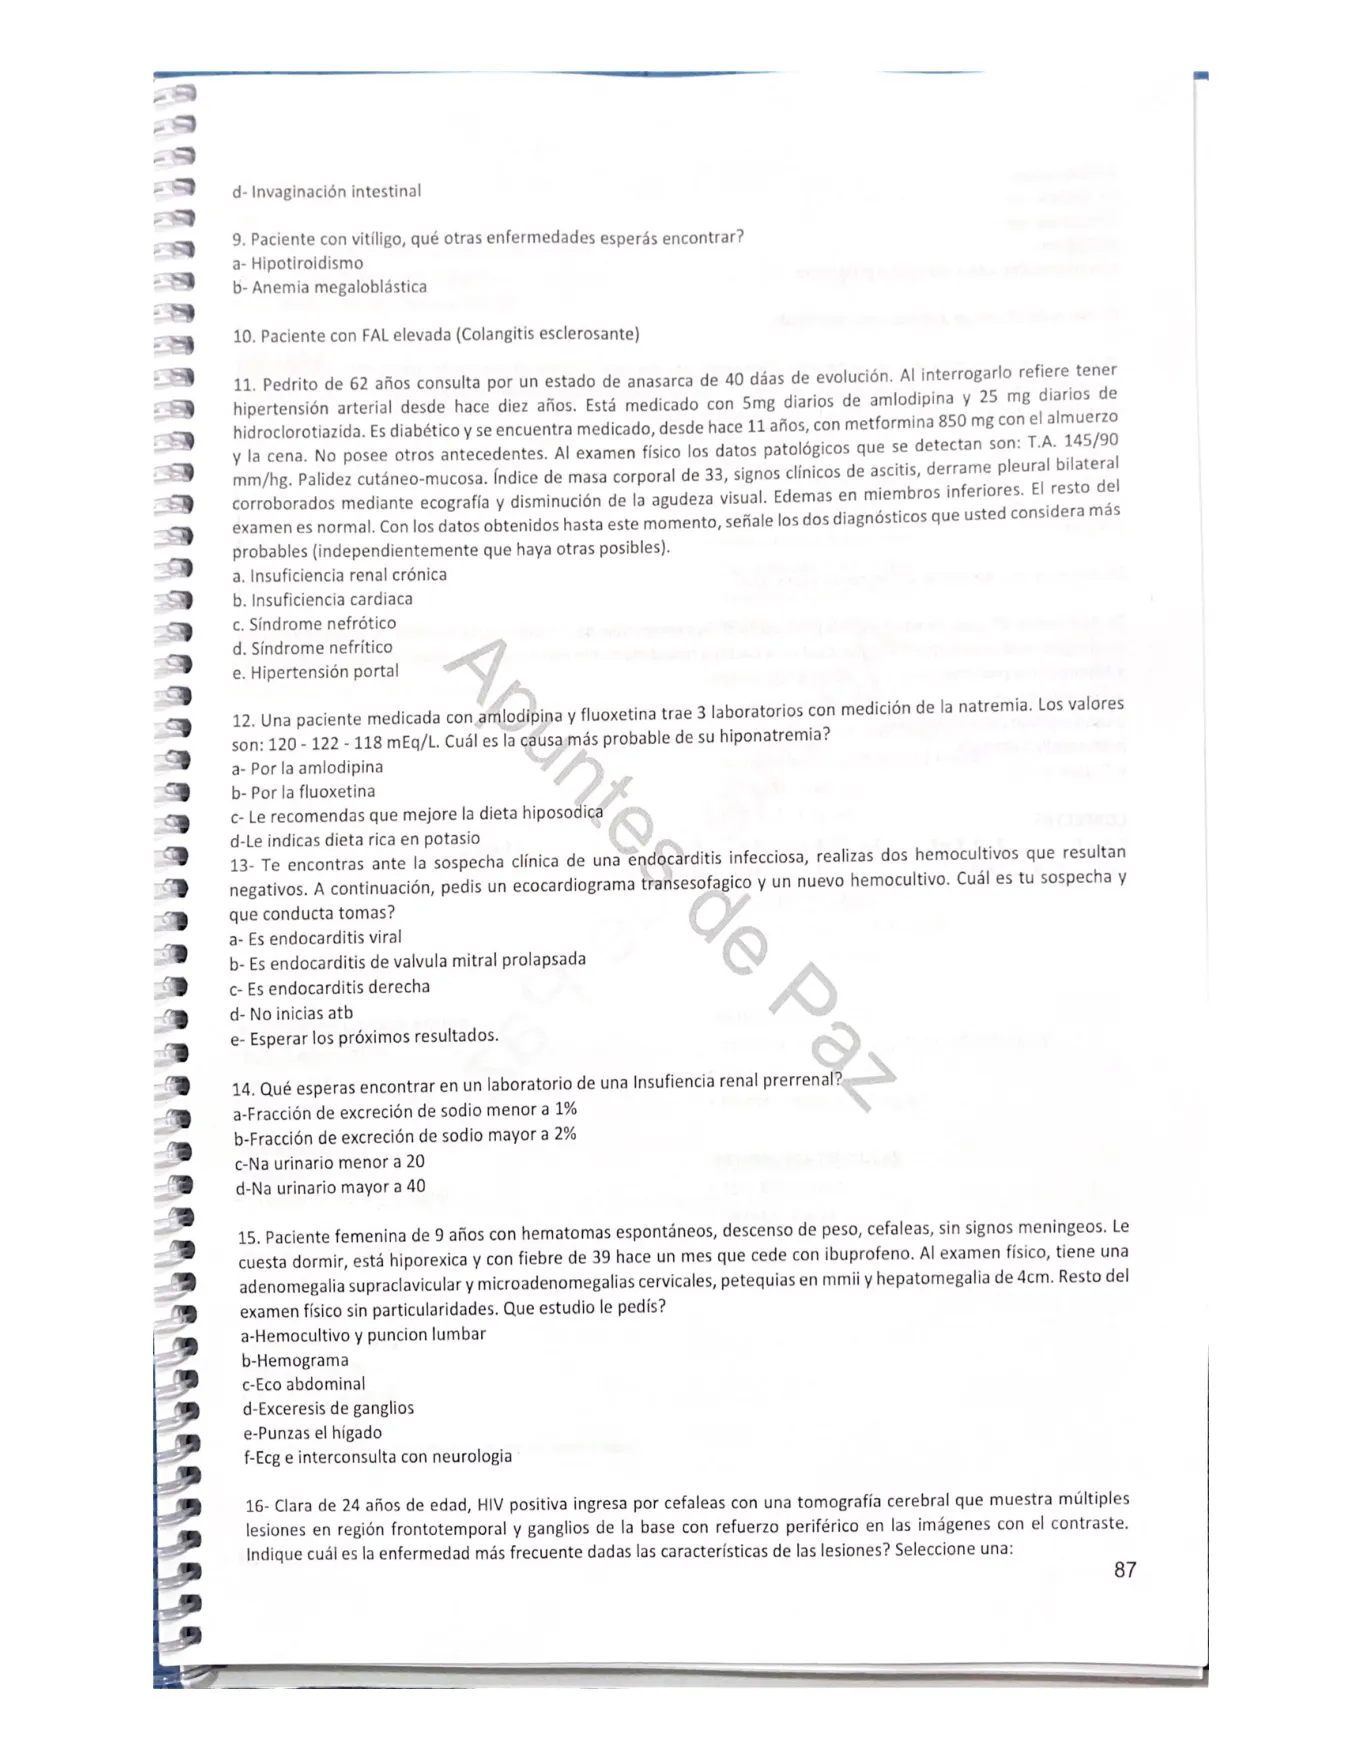 d- Invaginación intestinal
9. Paciente con vitíligo, qué otras enfermedades esperás encontrar?
a- Hipotiroidismo
b- Anemia megaloblástica
10. Paciente con FAL elevada (Colangitis esclerosante)
11. Pedrito de 62 años consulta por un estado de anasarca de 40 dáas de evolución. Al interrogarlo refiere tener
hipertensión arterial desde hace diez años. Está medicado con 5mg diarios de amlodipina y 25 mg diarios de
hidroclorotiazida. Es diabético y se encuentra medicado, desde hace 11 años, con metformina 850 mg con el almuerzo
y la cena. No posee otros antecedentes. Al examen físico los datos patológicos que se detectan son: T.A. 145/90
mm/hg. Palidez cutáneo-mucosa. Índice de masa corporal de 33, signos clínicos de ascitis, derrame pleural bilateral
corroborados mediante ecografía y disminución de la agudeza visual. Edemas en miembros inferiores. El resto del
examen es normal. Con los datos obtenidos hasta este momento, señale los dos diagnósticos que usted considera más
probables (independientemente que haya otras posibles).
a. Insuficiencia renal crónica
b. Insuficiencia cardiaca
c. Síndrome nefrótico
d. Síndrome nefrítico
e. Hipertensión portal
12. Una paciente medicada con amlodipina y fluoxetina trae 3 laboratorios con medición de la natremia. Los valores
son: 120 - 122 - 118 mEq/L. Cuál es la causa más probable de su hiponatremia?
a- Por la amlodipina
b- Por la fluoxetina
c- Le recomendas que mejore la dieta hiposodica
d-Le indicas dieta rica en potasio
13- Te encontras ante la sospecha clínica de una endocarditis infecciosa, realizas dos hemocultivos que resultan
negativos. A continuación, pedis un ecocardiograma transesofagico y un nuevo hemocultivo. Cuál es tu sospecha y
que conducta tomas?
a- Es endocarditis viral
b- Es endocarditis de valvula mitral prolapsada
c- Es endocarditis derecha
d- No inicias atb
e- Esperar los próximos resultados.
14. Qué esperas encontrar en un laboratorio de una Insufiencia renal prerrenal?
a-Fracción de excreción de sodio menor a 1%
b-Fracción de excreción de sodio mayor a 2%
c-Na urinario menor a 20
d-Na urinario mayor a 40
15. Paciente femenina de 9 años con hematomas espontáneos, descenso de peso, cefaleas, sin signos meningeos. Le
cuesta dormir, está hiporexica y con fiebre de 39 hace un mes que cede con ibuprofeno. Al examen físico, tiene una
adenomegalia supraclavicular y microadenomegalias cervicales, petequias en mmii y hepatomegalia de 4cm. Resto del
examen físico sin particularidades. Que estudio le pedís?
a-Hemocultivo y puncion lumbar
b-Hemograma
c-Eco abdominal
d-Exceresis de ganglios
e-Punzas el hígado
f-Ecg e interconsulta con neurologia
16- Clara de 24 años de edad, HIV positiva ingresa por cefaleas con una tomografía cerebral que muestra múltiples
lesiones en región frontotemporal y ganglios de la base con refuerzo periférico en las imágenes con el contraste.
Indique cuál es la enfermedad más frecuente dadas las características de las lesiones? Seleccione una:
87
Apuntes de Paz